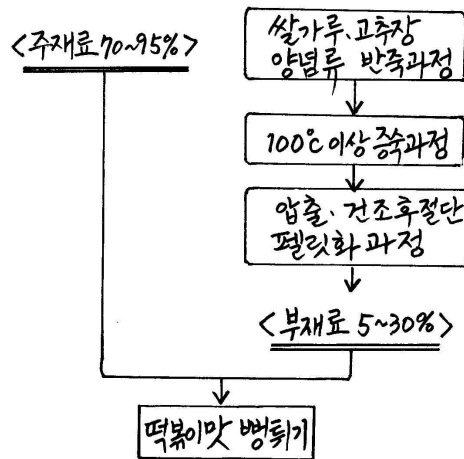 <주재료 70~95%>
쌀가루、고추장
양념류 반죽과정
100℃ 이상 증숙과정
압출、건조후절단
펠릿화 과정
<부재료 5~30%>
떡볶이맛 뻥튀기